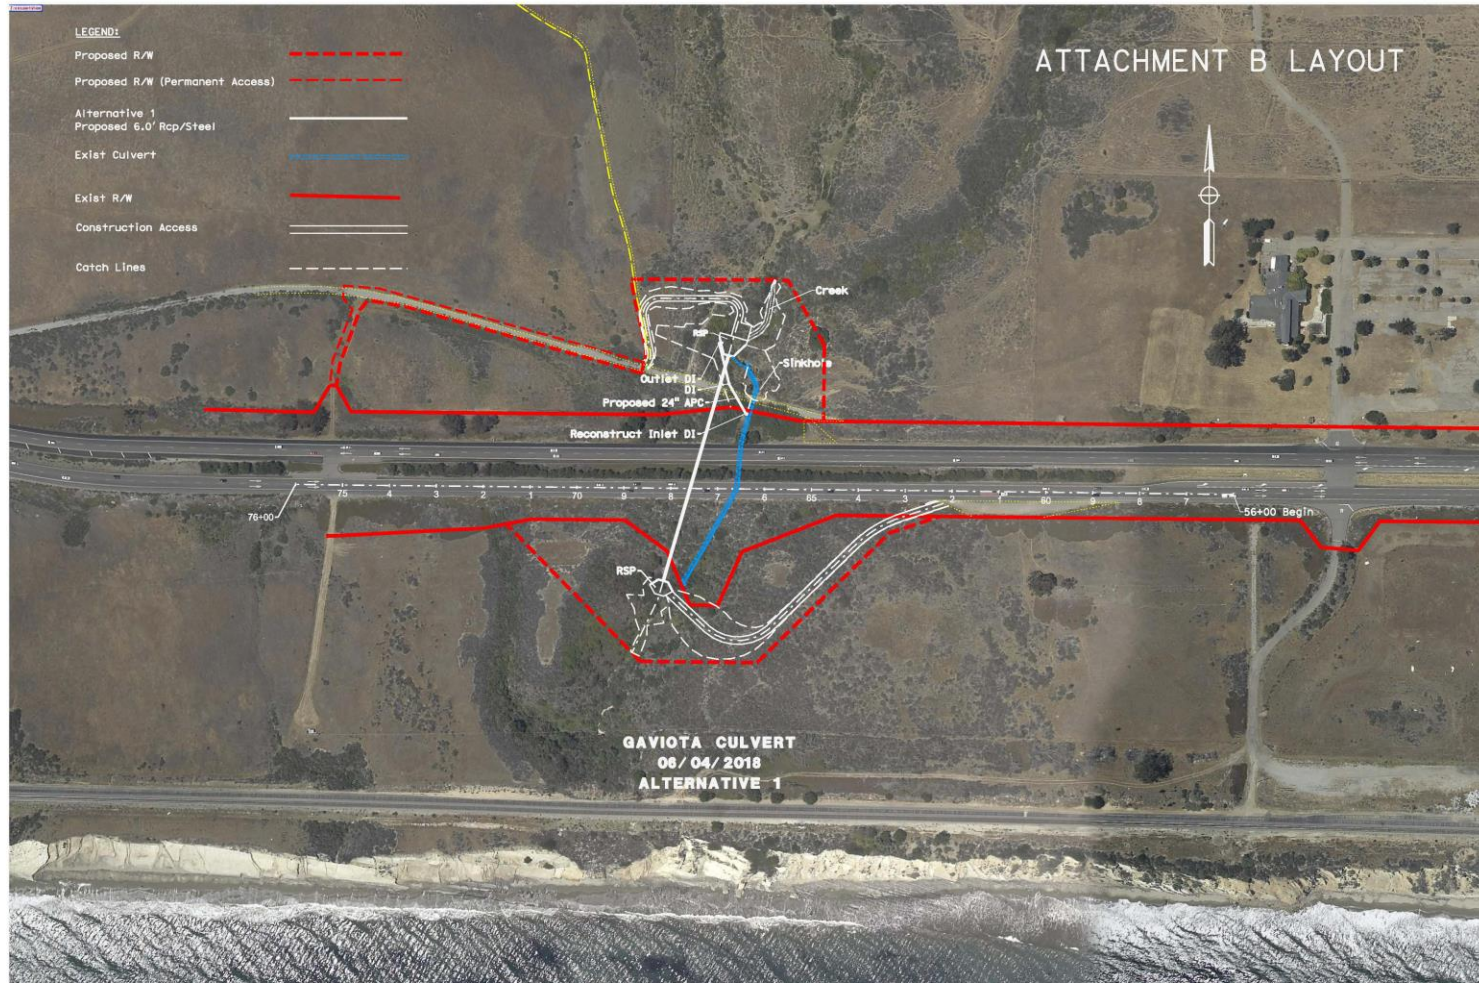 LEGEND:
Proposed R/W
Proposed R/W (Permanent Access)
Alternative 1
Proposed 6.0' Rcp/Steel
Exist Culvert
Exist R/W
Construction Access
Catch Lines
ATTACHMENT B LAYOUT
Creek
RSP
Sinkhole
Outlet DI
DI
Proposed 24" APC
Reconstruct Inlet DI
75 4 3 2 1 70 9 8 7 6 65 4 3 2 1 60 9 8 7
76+00
56+00 Begin
RSP
GAVIOTA CULVERT
06/04/2018
ALTERNATIVE 1